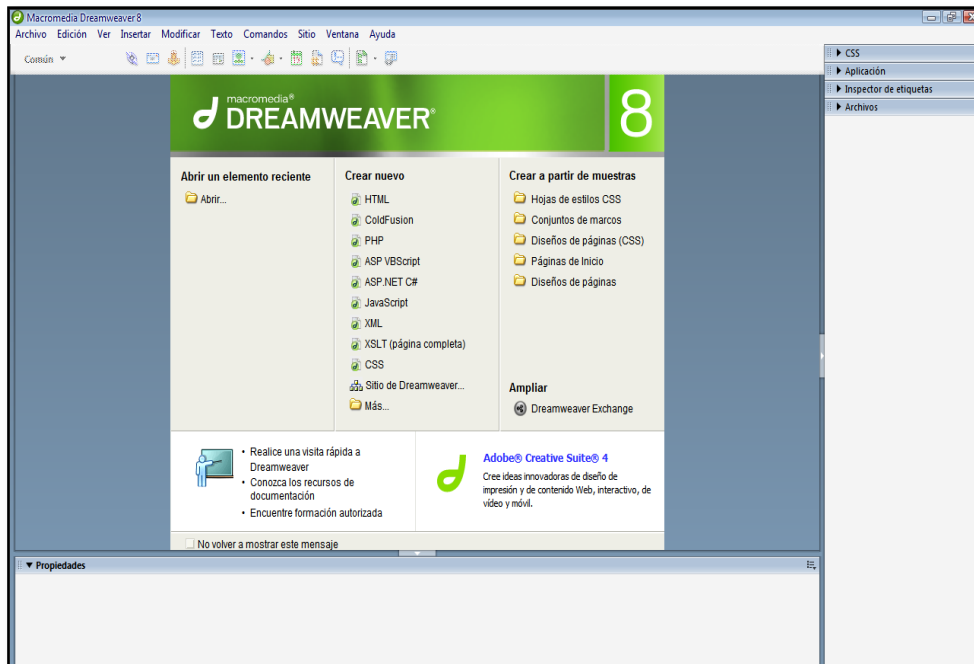 Macromedia Dreamweaver 8
Archivo Edición Ver Insertar Modificar Texto Comandos Sitio Ventana Ayuda
Común
CSS
Aplicación
Inspector de etiquetas
Archivos
macromedia®
DREAMWEAVER®
8
Abrir un elemento reciente
Abrir...
Crear nuevo
HTML
ColdFusion
PHP
ASP VBScript
ASP.NET C#
JavaScript
XML
XSLT (página completa)
CSS
Sitio de Dreamweaver...
Más...
Crear a partir de muestras
Hojas de estilos CSS
Conjuntos de marcos
Diseños de páginas (CSS)
Páginas de Inicio
Diseños de páginas
Ampliar
Dreamweaver Exchange
• Realice una visita rápida a
Dreamweaver
• Conozca los recursos de
documentación
• Encuentre formación autorizada
Adobe® Creative Suite® 4
Cree ideas innovadoras de diseño de
impresión y de contenido Web, interactivo, de
vídeo y móvil.
No volver a mostrar este mensaje
Propiedades